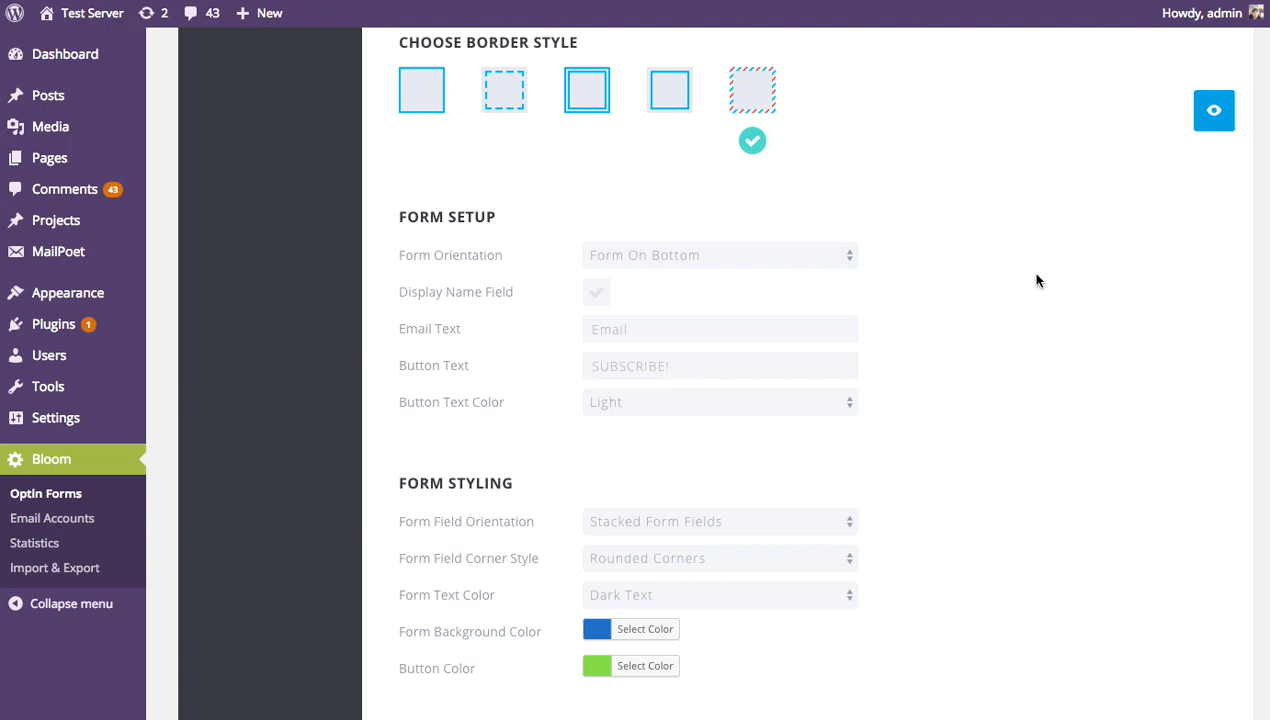 Test Server
2
43
New
Howdy, admin
Dashboard
Posts
Media
Pages
Comments 43
Projects
MailPoet
Appearance
Plugins 1
Users
Tools
Settings
Bloom
OptIn Forms
Email Accounts
Statistics
Import & Export
Collapse menu
CHOOSE BORDER STYLE
FORM SETUP
Form Orientation Form On Bottom
Display Name Field
Email Text Email
Button Text SUBSCRIBE!
Button Text Color Light
FORM STYLING
Form Field Orientation Stacked Form Fields
Form Field Corner Style Rounded Corners
Form Text Color Dark Text
Form Background Color Select Color
Button Color Select Color